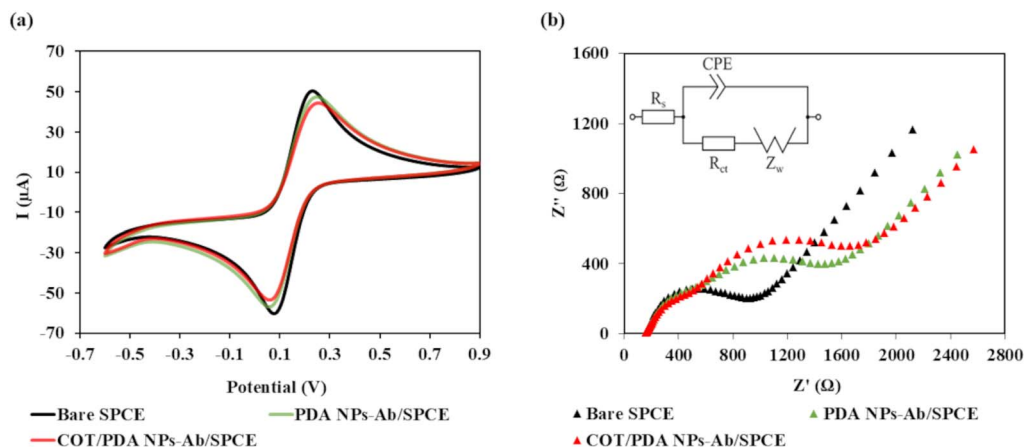 (a)
70
50
30
10
-10
-30
-50
-70
I (µA)
-0.7
-0.5
-0.3
-0.1
0.1
0.3
0.5
0.7
0.9
Potential (V)
Bare SPCE
PDA NPs-Ab/SPCE
COT/PDA NPs-Ab/SPCE
(b)
1600
1200
800
400
0
Z'' (Ω)
CPE
Rs
Rct
Zw
0
400
800
1200
1600
2000
2400
2800
Z' (Ω)
Bare SPCE
PDA NPs-Ab/SPCE
COT/PDA NPs-Ab/SPCE